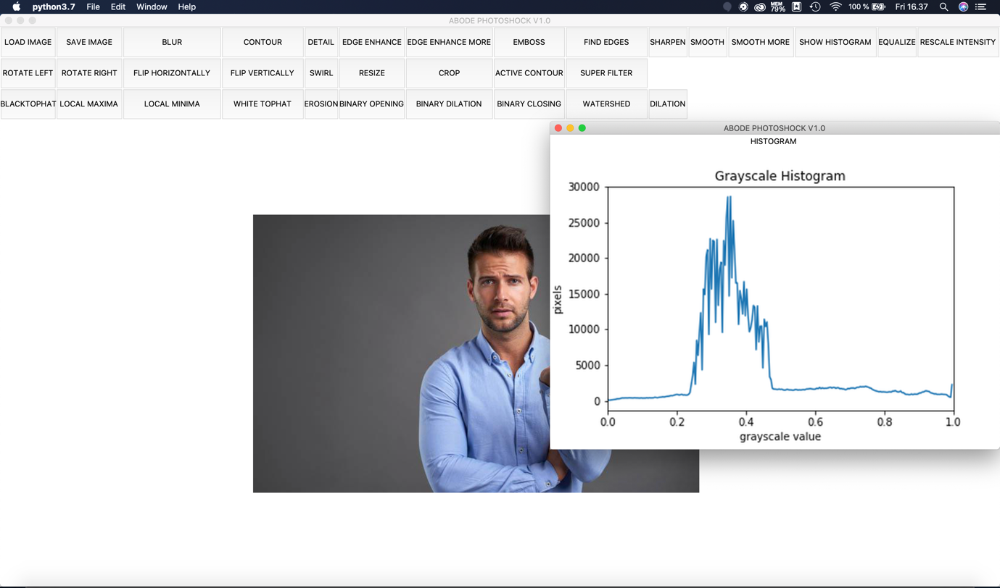 python3.7 File Edit Window Help MEM 79% 100 % Fri 16.37
ABODE PHOTOSHOCK V1.0
LOAD IMAGE SAVE IMAGE BLUR CONTOUR DETAIL EDGE ENHANCE EDGE ENHANCE MORE EMBOSS FIND EDGES SHARPEN SMOOTH SMOOTH MORE SHOW HISTOGRAM EQUALIZE RESCALE INTENSITY
ROTATE LEFT ROTATE RIGHT FLIP HORIZONTALLY FLIP VERTICALLY SWIRL RESIZE CROP ACTIVE CONTOUR SUPER FILTER
BLACKTOPHAT LOCAL MAXIMA LOCAL MINIMA WHITE TOPHAT EROSION BINARY OPENING BINARY DILATION BINARY CLOSING WATERSHED DILATION
ABODE PHOTOSHOCK V1.0
HISTOGRAM
Grayscale Histogram
30000
25000
20000
15000
10000
5000
0
pixels
0.0 0.2 0.4 0.6 0.8 1.0
grayscale value